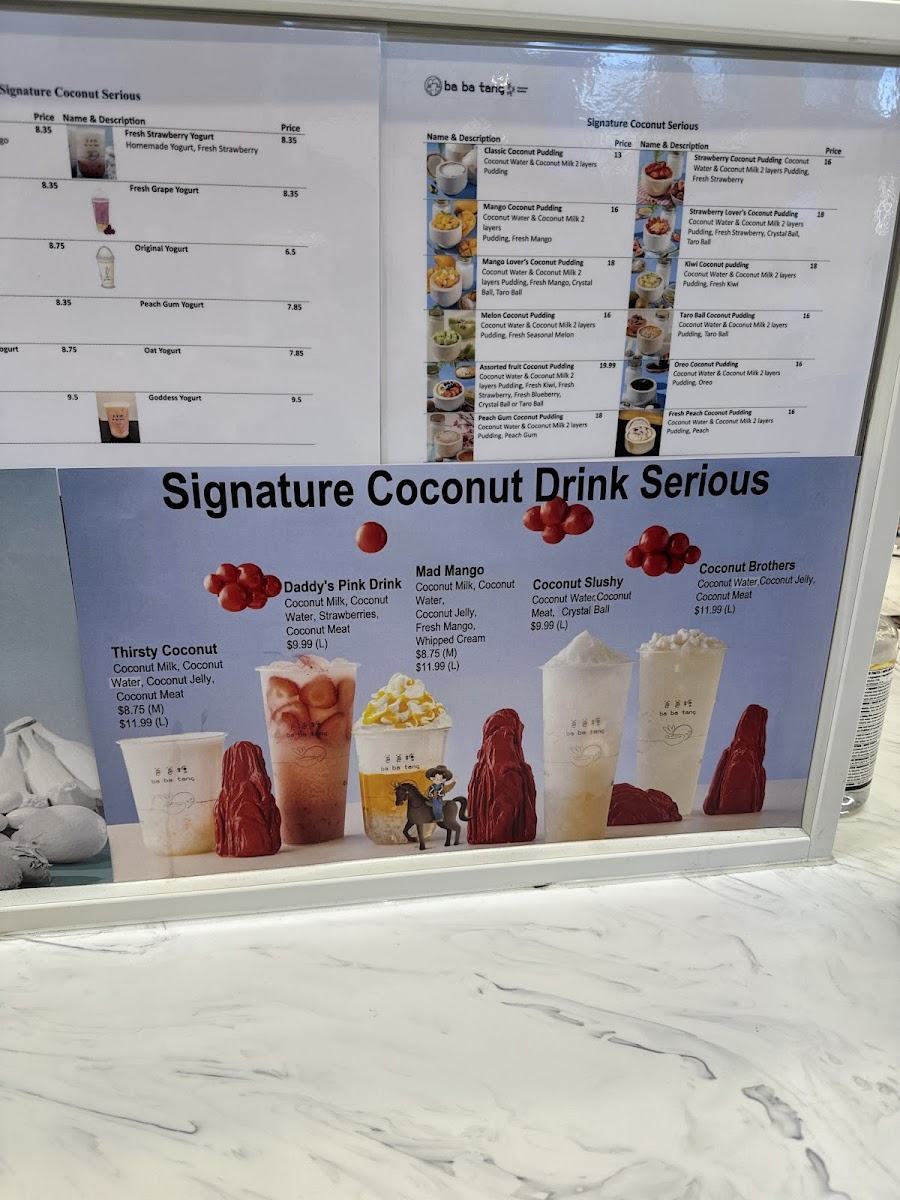 Signature Coconut Serious
Price Name & Description Price
go 8.35 Fresh Strawberry Yogurt 8.35
Homemade Yogurt, Fresh Strawberry
8.35 Fresh Grape Yogurt 8.35
8.75 Original Yogurt 6.5
8.35 Peach Gum Yogurt 7.85
ogurt 8.75 Oat Yogurt 7.85
9.5 Goddess Yogurt 9.5
ba ba tang
Signature Coconut Serious
Name & Description Price
Classic Coconut Pudding 13
Coconut Water & Coconut Milk 2 layers
Pudding
Mango Coconut Pudding 16
Coconut Water & Coconut Milk 2
layers
Pudding, Fresh Mango
Mango Lover's Coconut Pudding 18
Coconut Water & Coconut Milk 2
layers Pudding, Fresh Mango, Crystal
Ball, Taro Ball
Melon Coconut Pudding 16
Coconut Water & Coconut Milk 2 layers
Pudding, Fresh Seasonal Melon
Assorted fruit Coconut Pudding 19.99
Coconut Water & Coconut Milk 2
layers Pudding, Fresh Kiwi, Fresh
Strawberry, Fresh Blueberry,
Crystal Ball or Taro Ball
Peach Gum Coconut Pudding 18
Coconut Water & Coconut Milk 2 layers
Pudding, Peach Gum
Name & Description Price
Strawberry Coconut Pudding Coconut 16
Water & Coconut Milk 2 layers Pudding,
Fresh Strawberry
Strawberry Lover's Coconut Pudding 18
Coconut Water & Coconut Milk 2 layers
Pudding, Fresh Strawberry, Crystal Ball,
Taro Ball
Kiwi Coconut pudding 18
Coconut Water & Coconut Milk 2 layers
Pudding, Fresh Kiwi
Taro Ball Coconut Pudding 16
Coconut Water & Coconut Milk 2 layers
Pudding, Taro Ball
Oreo Coconut Pudding 16
Coconut Water & Coconut Milk 2 layers
Pudding, Oreo
Fresh Peach Coconut Pudding 16
Coconut Water & Coconut Milk 2 layers
Pudding, Peach
Signature Coconut Drink Serious
Thirsty Coconut
Coconut Milk, Coconut
Water, Coconut Jelly,
Coconut Meat
$8.75 (M)
$11.99 (L)
Daddy's Pink Drink
Coconut Milk, Coconut
Water, Strawberries,
Coconut Meat
$9.99 (L)
Mad Mango
Coconut Milk, Coconut
Water,
Coconut Jelly,
Fresh Mango,
Whipped Cream
$8.75 (M)
$11.99 (L)
Coconut Slushy
Coconut Water,Coconut
Meat, Crystal Ball
$9.99 (L)
Coconut Brothers
Coconut Water,Coconut Jelly,
Coconut Meat
$11.99 (L)
ba ba tang
ba ba tang
ba ba tang
ba ba tang
ba ba tang